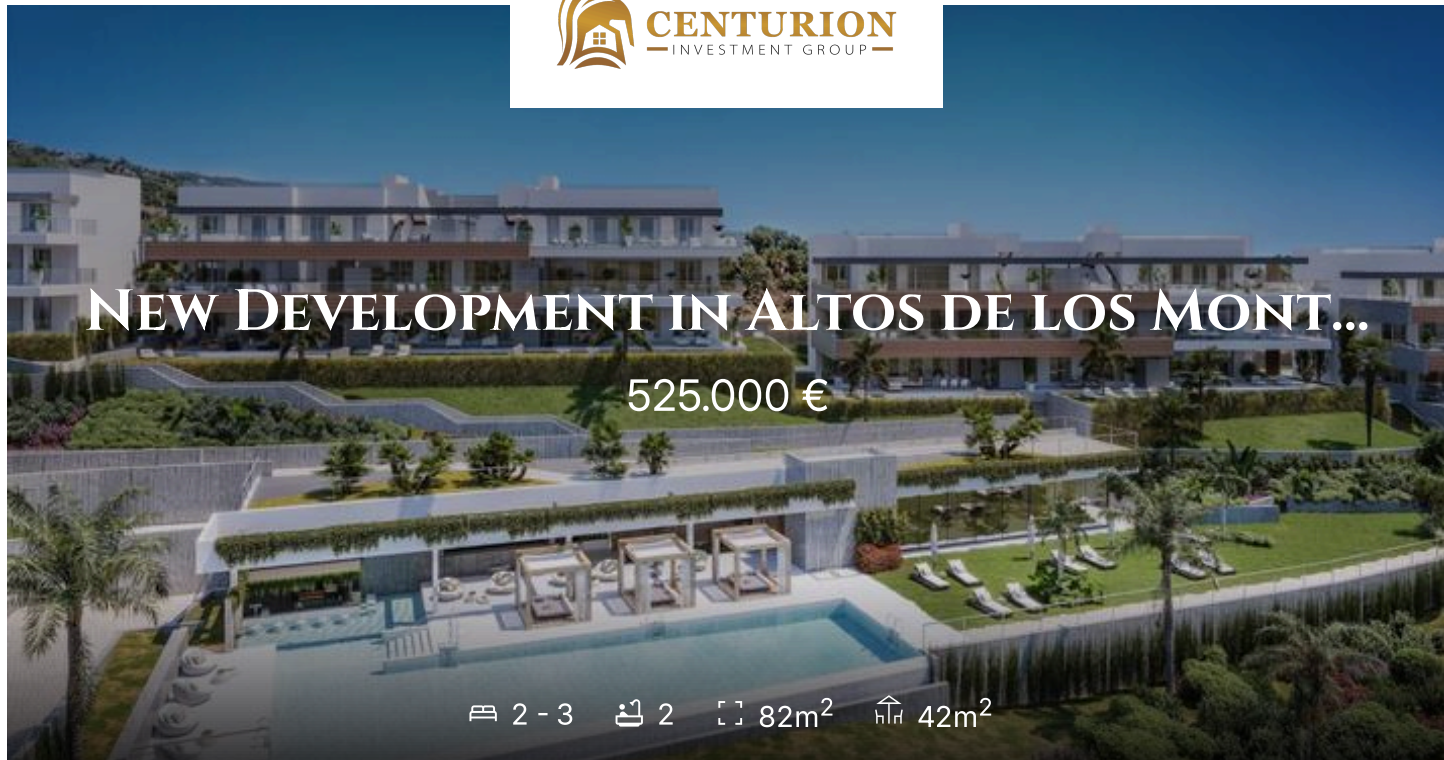 CENTURION
INVESTMENT GROUP
New Development in Altos de los Mont...
525.000 €
2 - 3 2 82m² 42m²